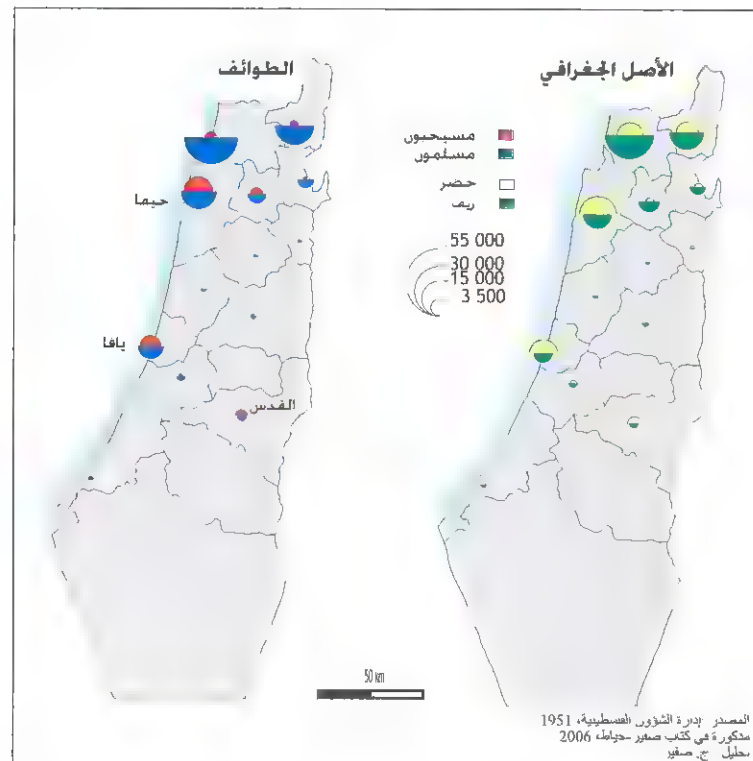 الأصل الجغرافي
الطوائف
مسيحيون
مسلمون
حضر
ريف
55 000
30 000
15 000
3 500
حيفا
يافا
القدس
50 km
المصدر إدارة الشؤون الفلسطينية، 1951
مذكورة في كتاب صفير -حياط، 2006
تحليل ج. صفير